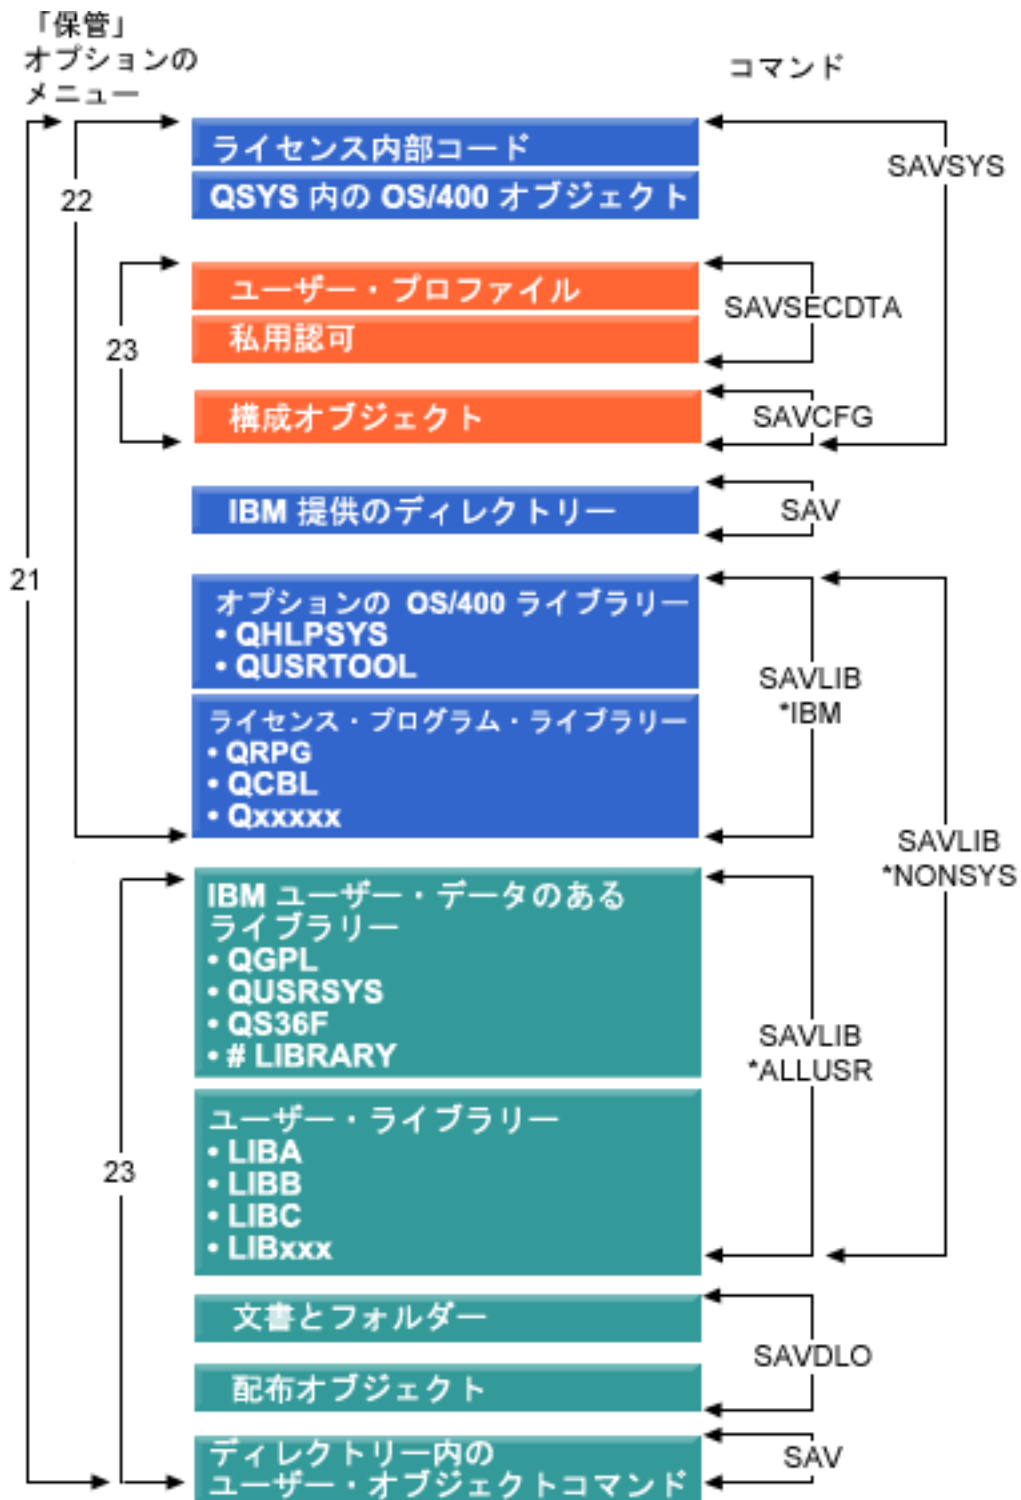 「保管」
オプションの
メニュー
コマンド
ライセンス内部コード
QSYS 内の OS/400 オブジェクト
SAVSYS
22
ユーザー・プロファイル
私用認可
SAVSECDTA
23
構成オブジェクト
SAVCFG
IBM 提供のディレクトリー
SAV
21
オプションの OS/400 ライブラリー
• QHLPSYS
• QUSRTOOL
ライセンス・プログラム・ライブラリー
• QRPG
• QCBL
• Qxxxxx
SAVLIB
*IBM
SAVLIB
*NONSYS
IBM ユーザー・データのある
ライブラリー
• QGPL
• QUSRSYS
• QS36F
• # LIBRARY
SAVLIB
*ALLUSR
ユーザー・ライブラリー
• LIBA
• LIBB
• LIBC
• LIBxxx
23
文書とフォルダー
配布オブジェクト
SAVDLO
ディレクトリー内の
ユーザー・オブジェクトコマンド
SAV